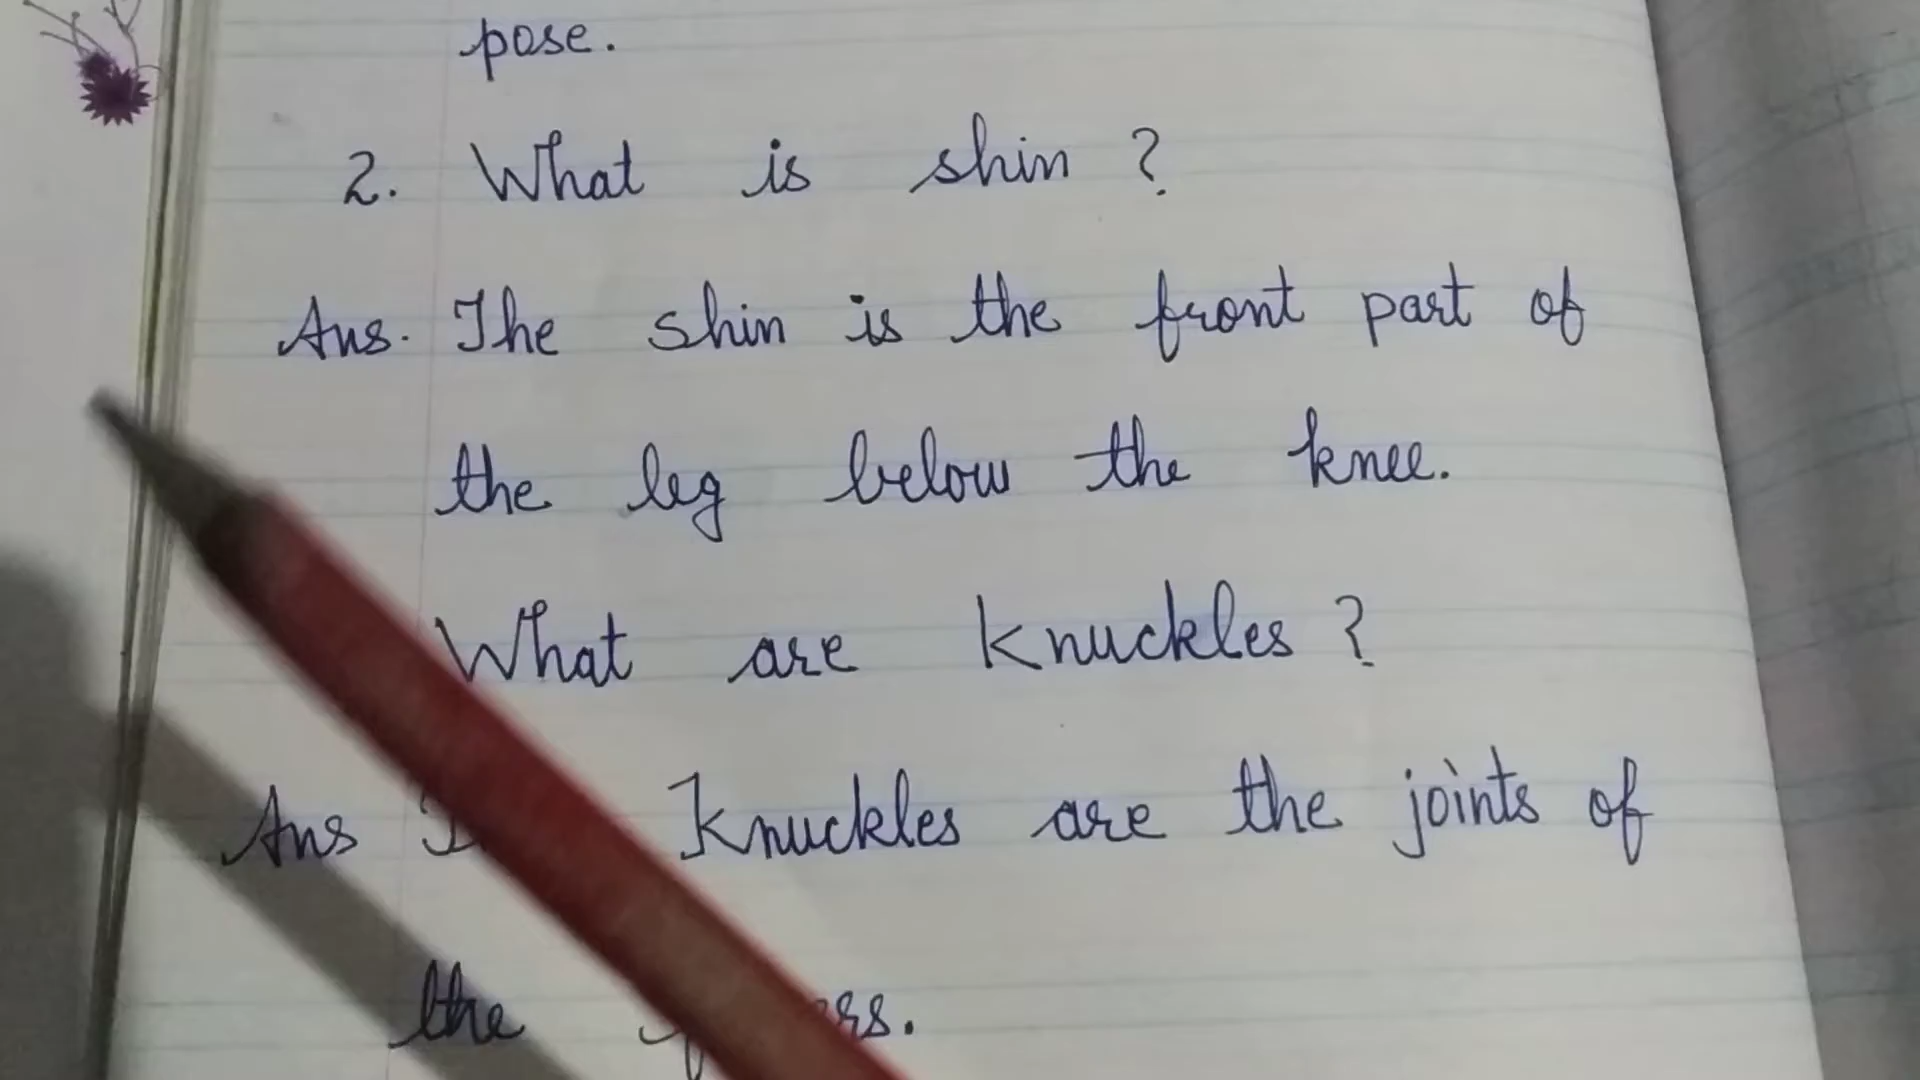 pose.
2. What is shin ?
Ans. The shin is the front part of
the leg below the knee.
What are Knuckles ?
Ans Knuckles are the joints of
the